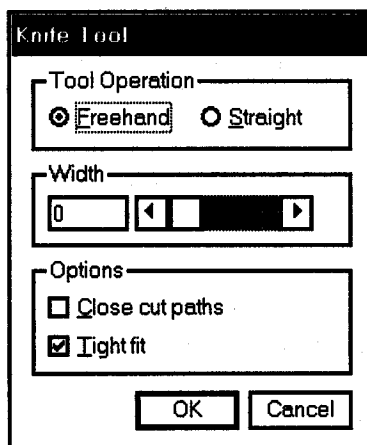 Knife Tool
Tool Operation
Freehand Straight
Width
0
Options
Close cut paths
Tight fit
OK Cancel